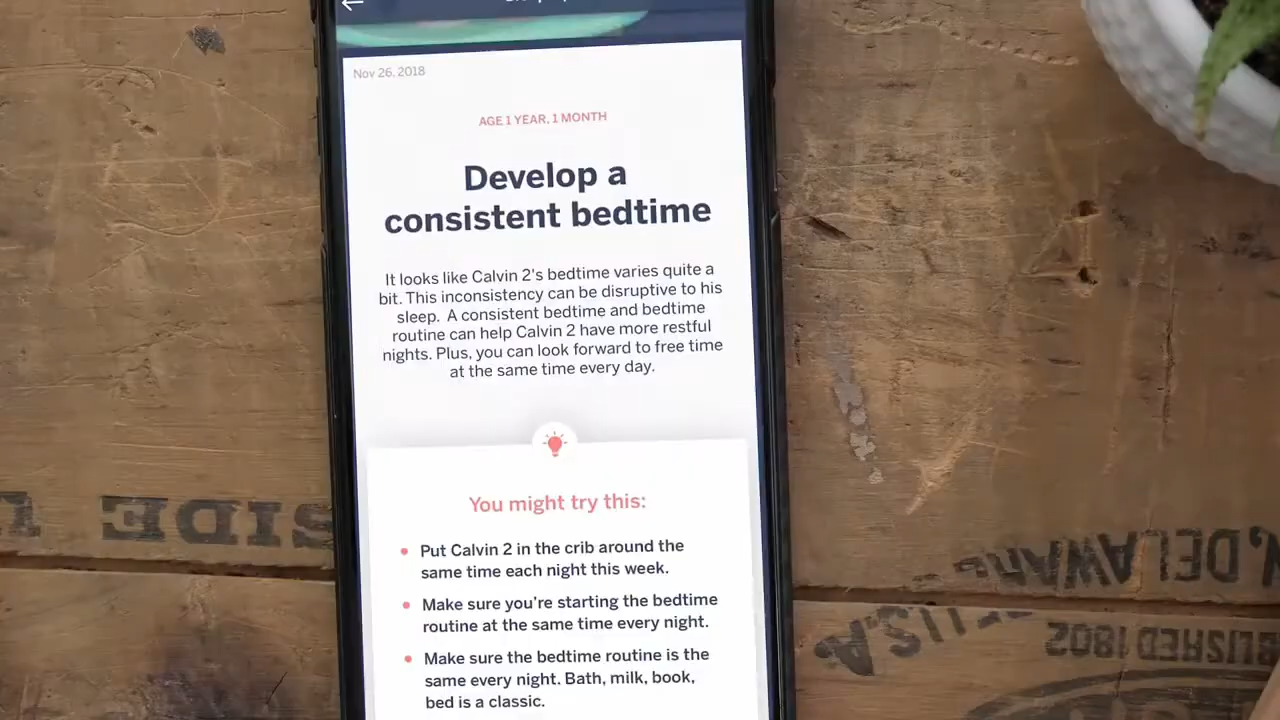 Nov 26, 2018
AGE 1 YEAR, 1 MONTH
Develop a
consistent bedtime
It looks like Calvin 2's bedtime varies quite a
bit. This inconsistency can be disruptive to his
sleep. A consistent bedtime and bedtime
routine can help Calvin 2 have more restful
nights. Plus, you can look forward to free time
at the same time every day.
You might try this:
• Put Calvin 2 in the crib around the
same time each night this week.
• Make sure you're starting the bedtime
routine at the same time every night.
• Make sure the bedtime routine is the
same every night. Bath, milk, book,
bed is a classic.
SIDE
DELAWAR
U.S.A.
BLISHED 1802